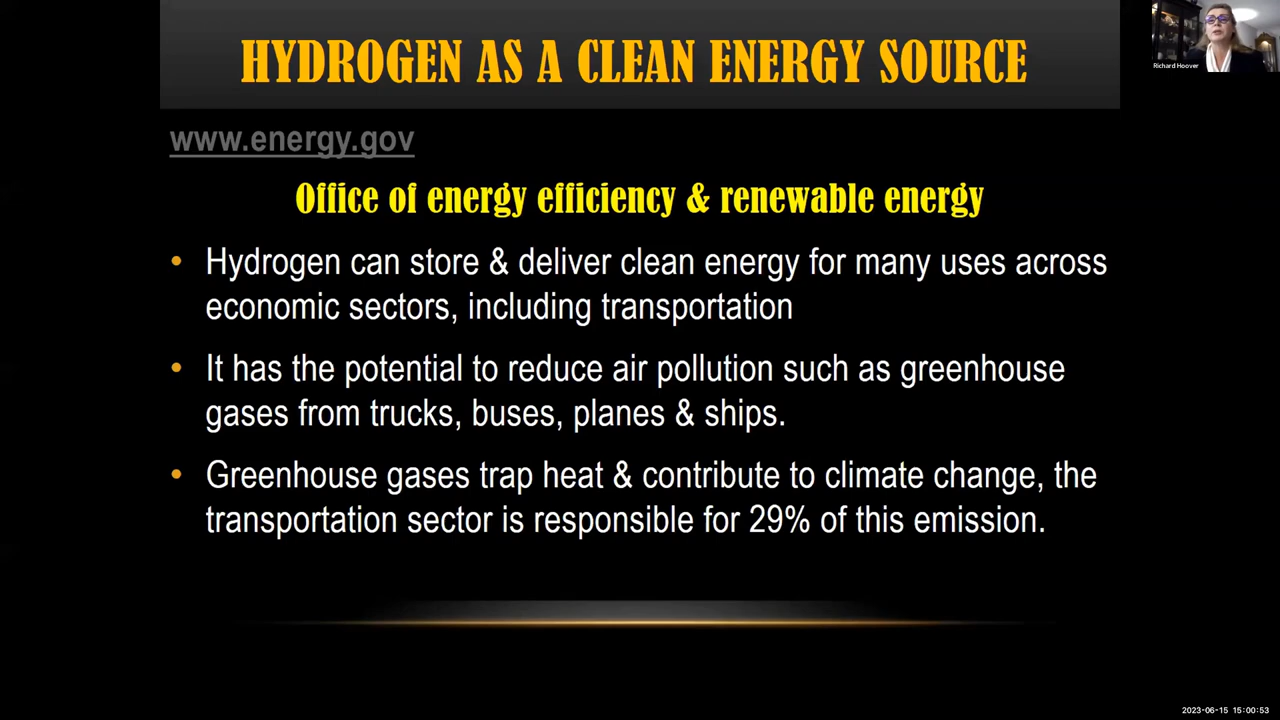 HYDROGEN AS A CLEAN ENERGY SOURCE
Richard Hoover
www.energy.gov
Office of energy efficiency & renewable energy
• Hydrogen can store & deliver clean energy for many uses across
economic sectors, including transportation
• It has the potential to reduce air pollution such as greenhouse
gases from trucks, buses, planes & ships.
• Greenhouse gases trap heat & contribute to climate change, the
transportation sector is responsible for 29% of this emission.
2023-06-15 15:00:53